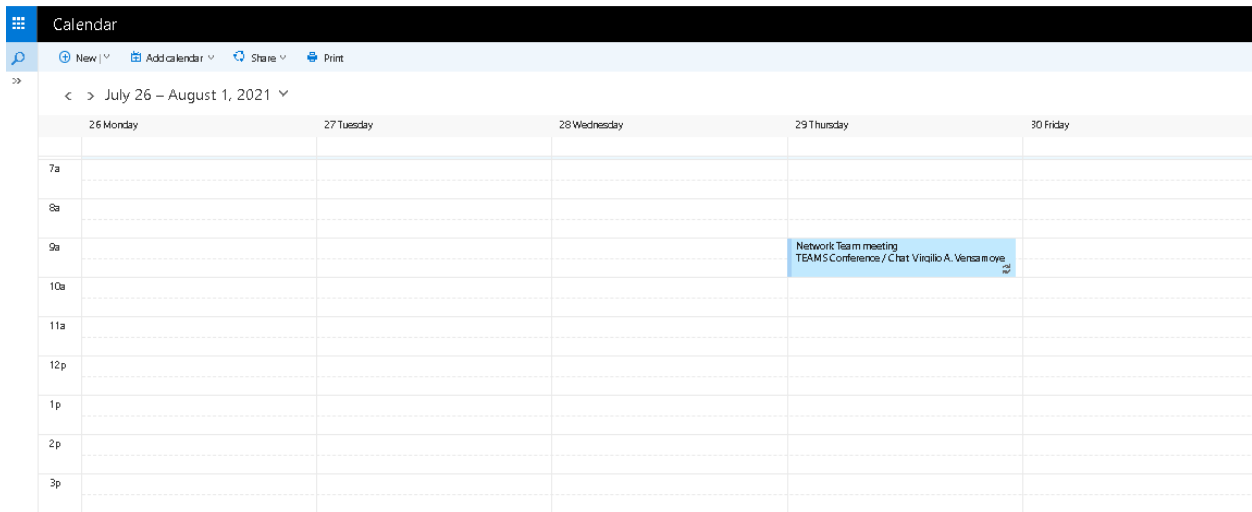 Calendar
New
Add calendar
Share
Print
July 26 – August 1, 2021
26 Monday
27 Tuesday
28 Wednesday
29 Thursday
30 Friday
7a
8a
9a
Network Team meeting
TEAMS Conference / Chat Virgilio A. Vensamoye
10a
11a
12p
1p
2p
3p